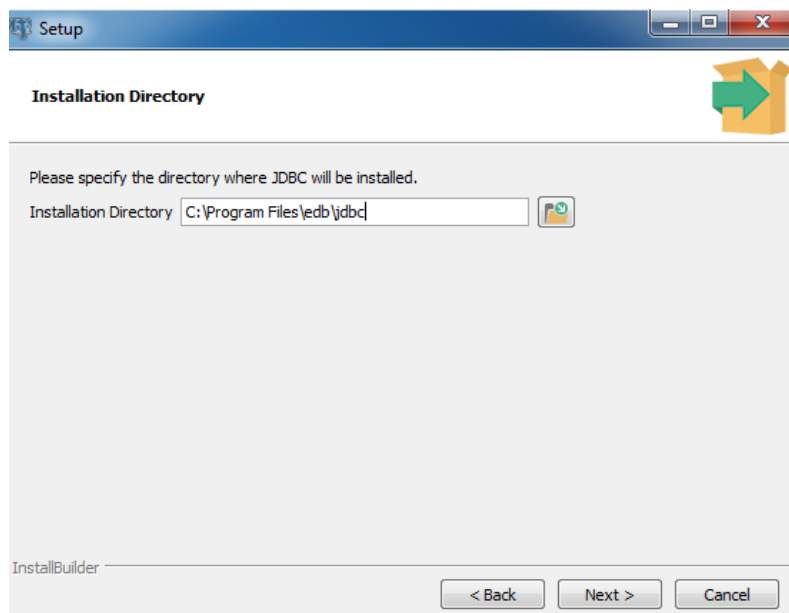 Setup
Installation Directory
Please specify the directory where JDBC will be installed.
Installation Directory C:\Program Files\edb\jdbc
InstallBuilder
< Back Next > Cancel